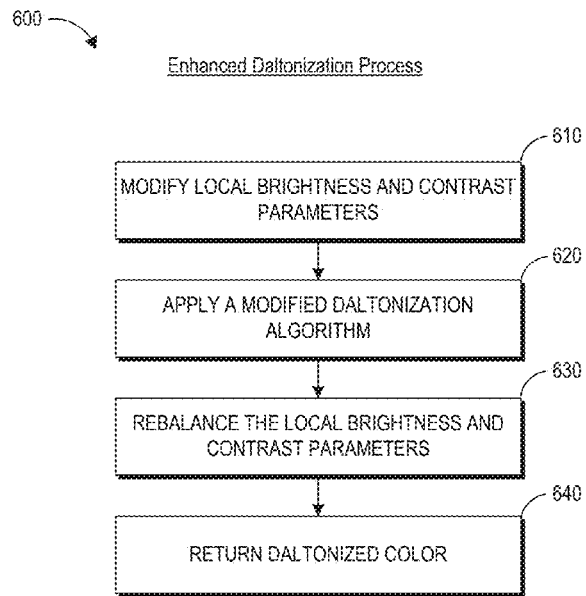 600
Enhanced Daltonization Process
610
MODIFY LOCAL BRIGHTNESS AND CONTRAST
PARAMETERS
620
APPLY A MODIFIED DALTONIZATION
ALGORITHM
630
REBALANCE THE LOCAL BRIGHTNESS AND
CONTRAST PARAMETERS
640
RETURN DALTONIZED COLOR